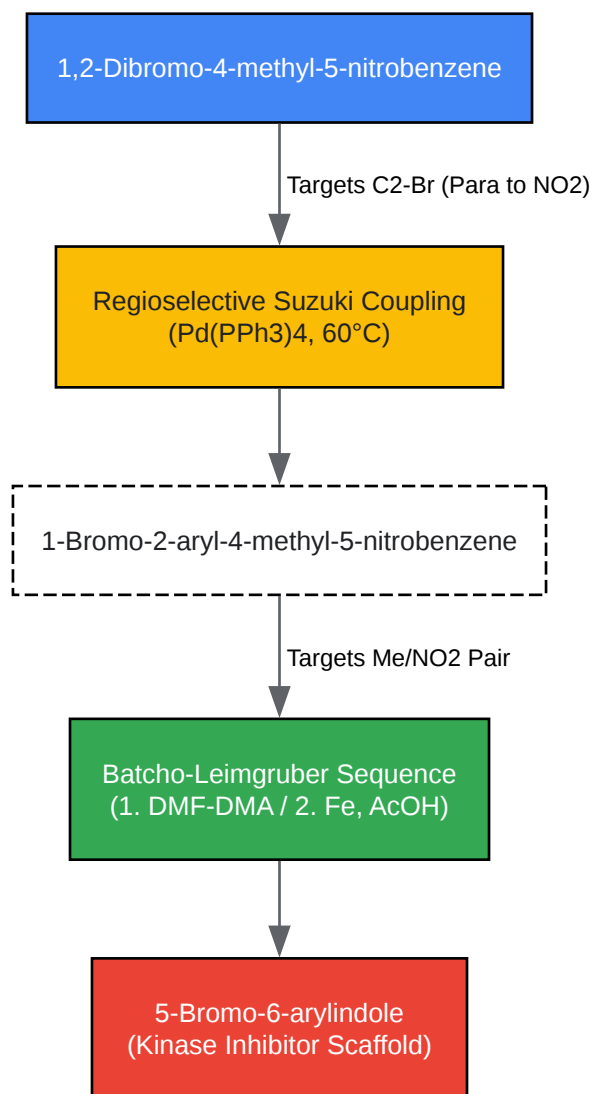 1,2-Dibromo-4-methyl-5-nitrobenzene
Targets C2-Br (Para to NO2)
Regioselective Suzuki Coupling
(Pd(PPh3)4, 60°C)
1-Bromo-2-aryl-4-methyl-5-nitrobenzene
Targets Me/NO2 Pair
Batcho-Leimgruber Sequence
(1. DMF-DMA / 2. Fe, AcOH)
5-Bromo-6-arylindole
(Kinase Inhibitor Scaffold)